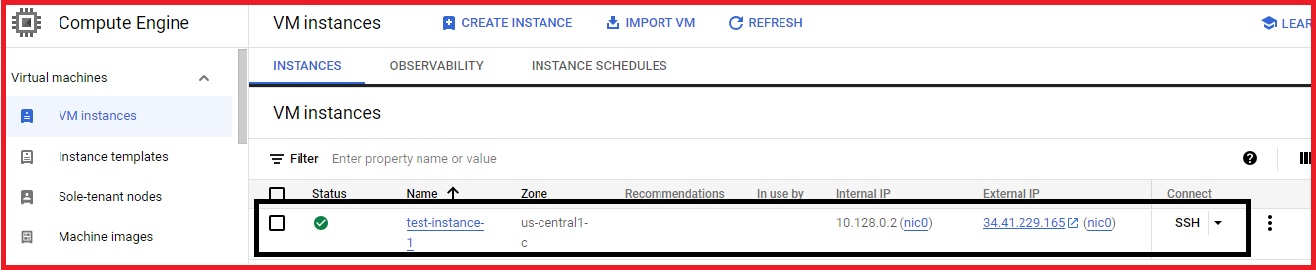 Compute Engine
VM instances
CREATE INSTANCE
IMPORT VM
REFRESH
LEAR
Virtual machines
VM instances
Instance templates
Sole-tenant nodes
Machine images
INSTANCES
OBSERVABILITY
INSTANCE SCHEDULES
VM instances
Filter Enter property name or value
Status Name Zone Recommendations In use by Internal IP External IP Connect
test-instance- us-central1- 10.128.0.2 (nic0) 34.41.229.165 (nic0) SSH
1 c